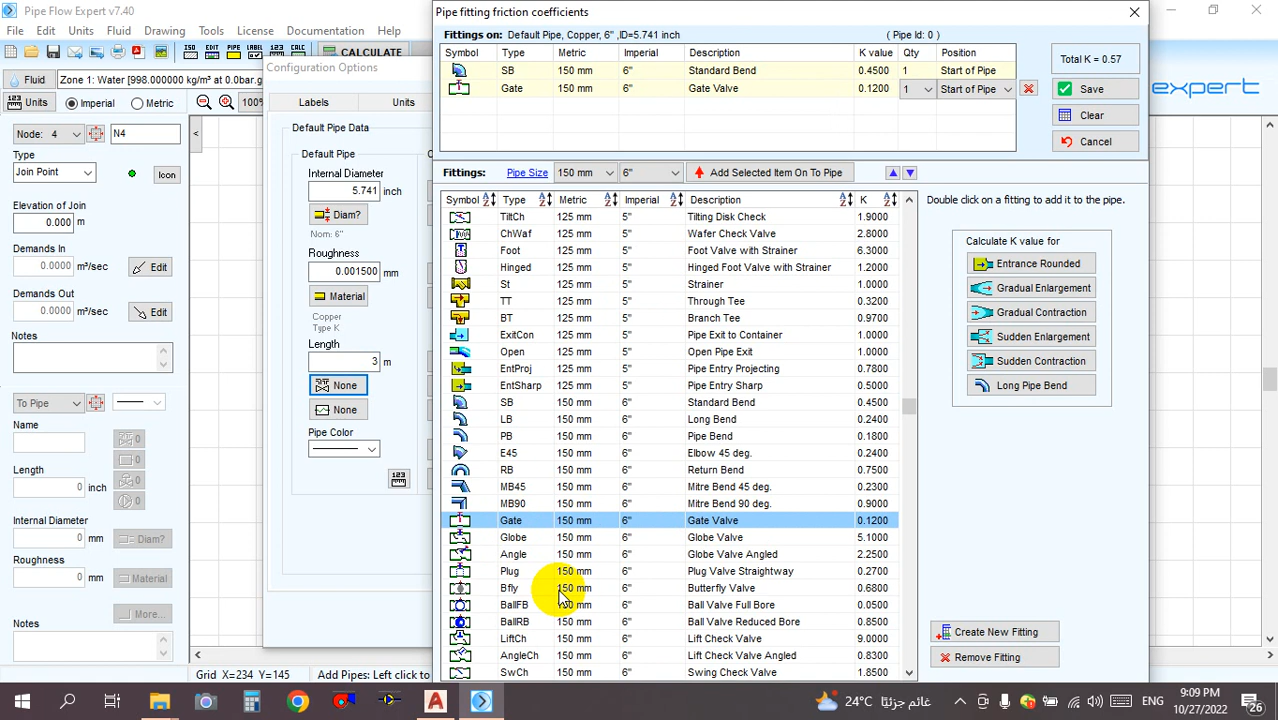 Pipe Flow Expert v7.40
File Edit Units Fluid Drawing Tools License Documentation Help
ISO EDIT PIPE LABEL 123 CALC CALCULATE
Fluid Zone 1: Water [998.000000 kg/m³ at 0.0bar.g
Units Imperial Metric 100%
expert
Node: 4 N4
Type
Join Point Icon
Elevation of Join
0.000 m
Demands In
0.0000 m³/sec Edit
Demands Out
0.0000 m³/sec Edit
Notes
To Pipe
Name
0
0
Length
0 inch
0
0
Internal Diameter
0 mm Diam?
Roughness
0 mm Material
More...
Notes
Configuration Options
Labels Units
Default Pipe Data
Default Pipe
Internal Diameter
5.741 inch
Diam?
Nom: 6"
Roughness
0.001500 mm
Material
Copper
Type K
Length
3 m
None
None
Pipe Color
123
Pipe fitting friction coefficients
Fittings on: Default Pipe, Copper, 6" ,ID=5.741 inch ( Pipe Id: 0 )
Symbol Type Metric Imperial Description K value Qty Position
SB 150 mm 6" Standard Bend 0.4500 1 Start of Pipe
Gate 150 mm 6" Gate Valve 0.1200 1 Start of Pipe
Total K = 0.57
Save
Clear
Cancel
Fittings: Pipe Size 150 mm 6" Add Selected Item On To Pipe
Symbol Type Metric Imperial Description K
TiltCh 125 mm 5" Tilting Disk Check 1.9000
ChWaf 125 mm 5" Wafer Check Valve 2.8000
Foot 125 mm 5" Foot Valve with Strainer 6.3000
Hinged 125 mm 5" Hinged Foot Valve with Strainer 1.2000
St 125 mm 5" Strainer 1.0000
TT 125 mm 5" Through Tee 0.3200
BT 125 mm 5" Branch Tee 0.9700
ExitCon 125 mm 5" Pipe Exit to Container 1.0000
Open 125 mm 5" Open Pipe Exit 1.0000
EntProj 125 mm 5" Pipe Entry Projecting 0.7800
EntSharp 125 mm 5" Pipe Entry Sharp 0.5000
SB 150 mm 6" Standard Bend 0.4500
LB 150 mm 6" Long Bend 0.2400
PB 150 mm 6" Pipe Bend 0.1800
E45 150 mm 6" Elbow 45 deg. 0.2400
RB 150 mm 6" Return Bend 0.7500
MB45 150 mm 6" Mitre Bend 45 deg. 0.2300
MB90 150 mm 6" Mitre Bend 90 deg. 0.9000
Gate 150 mm 6" Gate Valve 0.1200
Globe 150 mm 6" Globe Valve 5.1000
Angle 150 mm 6" Globe Valve Angled 2.2500
Plug 150 mm 6" Plug Valve Straightway 0.2700
Bfly 150 mm 6" Butterfly Valve 0.6800
BallFB 150 mm 6" Ball Valve Full Bore 0.0500
BallRB 150 mm 6" Ball Valve Reduced Bore 0.8500
LiftCh 150 mm 6" Lift Check Valve 9.0000
AngleCh 150 mm 6" Lift Check Valve Angled 0.8300
SwCh 150 mm 6" Swing Check Valve 1.8500
Double click on a fitting to add it to the pipe.
Calculate K value for
Entrance Rounded
Gradual Enlargement
Gradual Contraction
Sudden Enlargement
Sudden Contraction
Long Pipe Bend
Create New Fitting
Remove Fitting
Grid X=234 Y=145 Add Pipes: Left click to
24°C غائم جزئيًا ENG 9:09 PM
10/27/2022 26